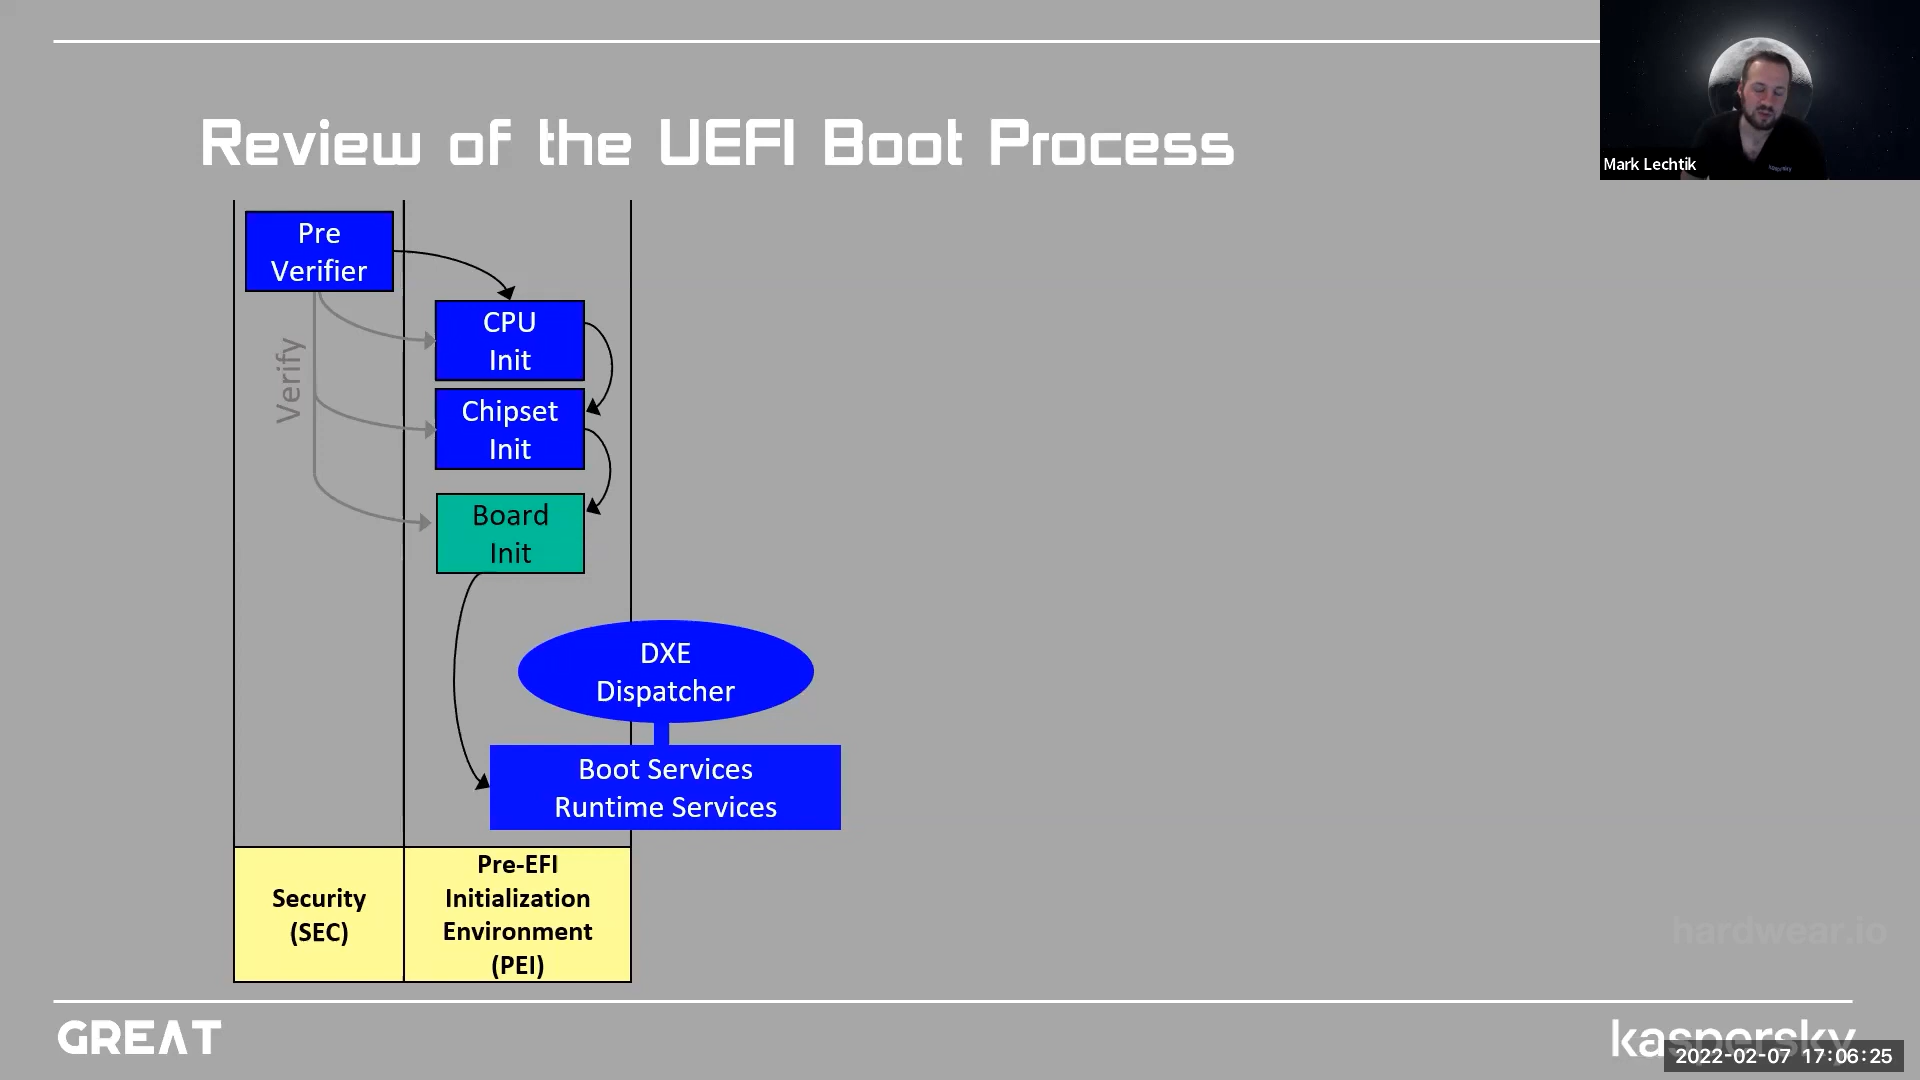 Review of the UEFI Boot Process
Mark Lechtik
Pre
Verifier
CPU
Init
Verify
Chipset
Init
Board
Init
DXE
Dispatcher
Boot Services
Runtime Services
Security
(SEC)
Pre-EFI
Initialization
Environment
(PEI)
hardwear.io
GREAT
kaspersky
2022-02-07 17:06:25